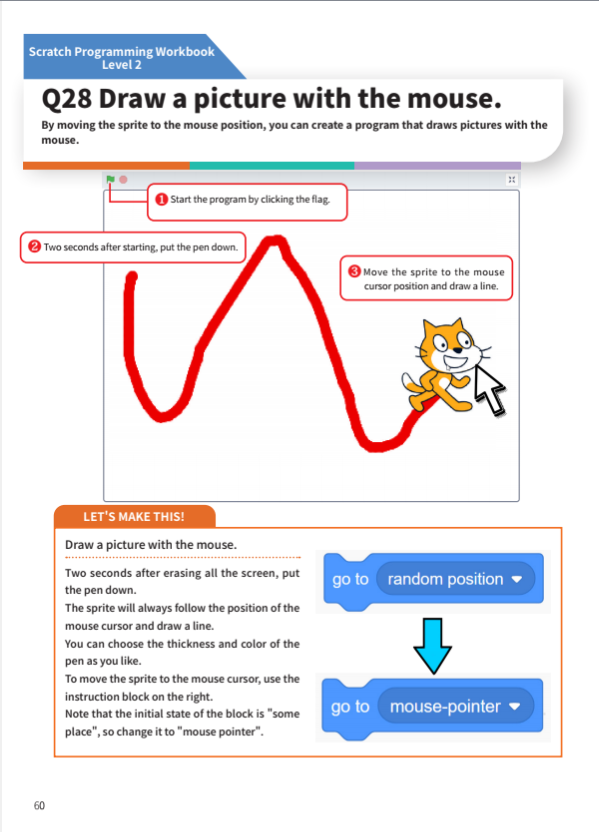 Scratch Programming Workbook
Level 2
Q28 Draw a picture with the mouse.
By moving the sprite to the mouse position, you can create a program that draws pictures with the
mouse.
1 Start the program by clicking the flag.
2 Two seconds after starting, put the pen down.
3 Move the sprite to the mouse
cursor position and draw a line.
LET'S MAKE THIS!
Draw a picture with the mouse.
Two seconds after erasing all the screen, put
the pen down.
The sprite will always follow the position of the
mouse cursor and draw a line.
You can choose the thickness and color of the
pen as you like.
To move the sprite to the mouse cursor, use the
instruction block on the right.
Note that the initial state of the block is "some
place", so change it to "mouse pointer".
go to random position
go to mouse-pointer
60